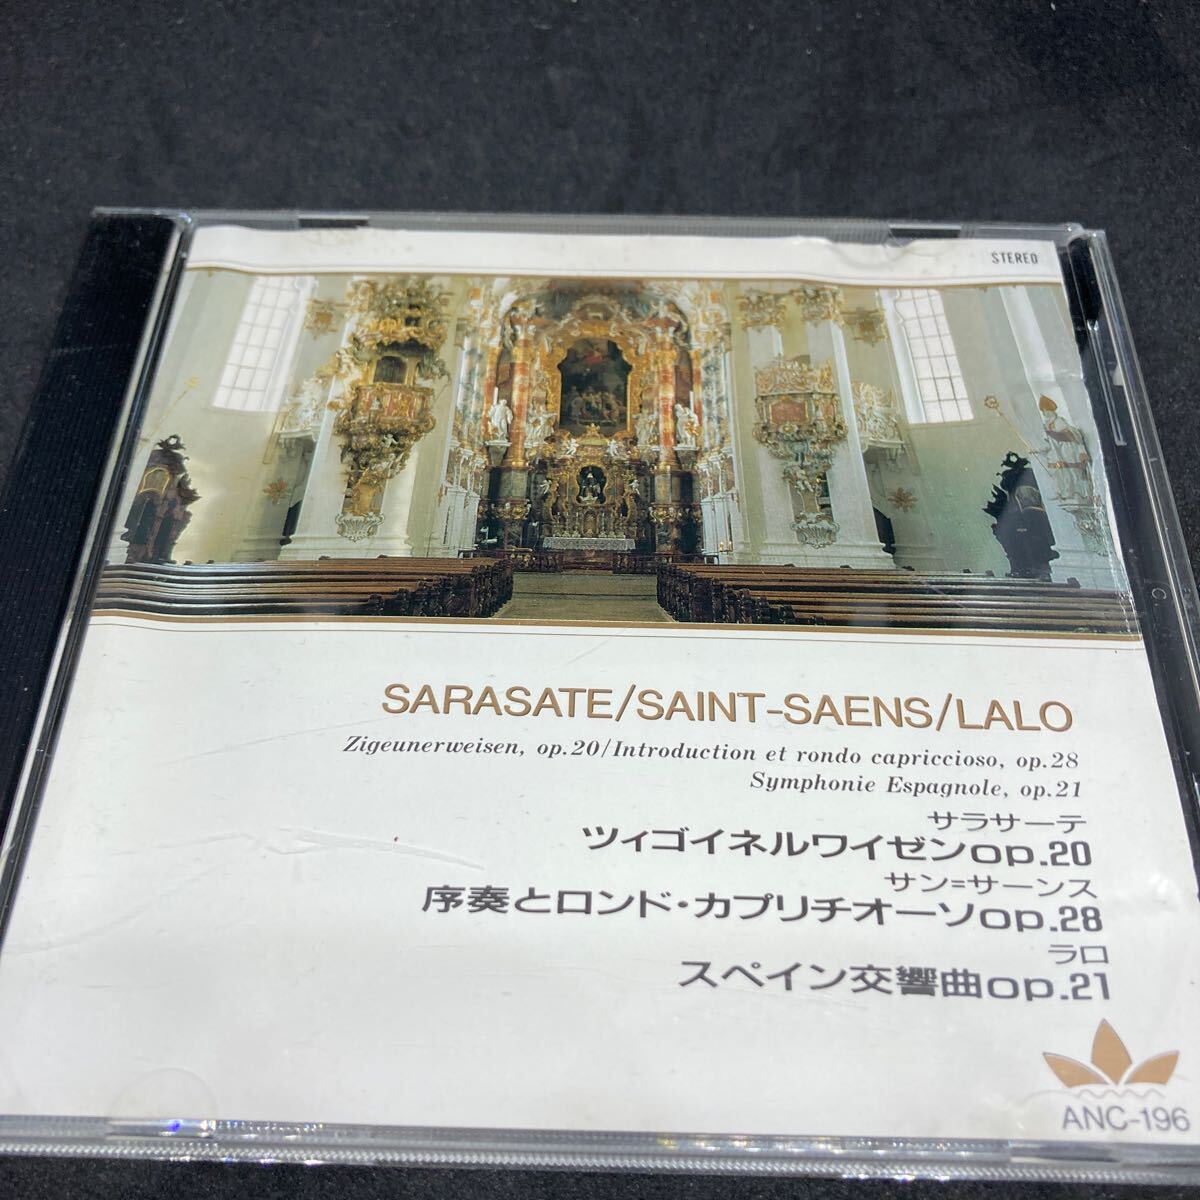 STEREO
SARASATE/SAINT-SAENS/LALO
Zigeunerweisen, op.20/Introduction et rondo capriccioso, op.28
Symphonie Espagnole, op.21
サラサーテ
ツィゴイネルワイゼンop.20
サン=サーンス
序奏とロンド・カプリチオーソop.28
ラロ
スペイン交響曲op.21
ANC-196